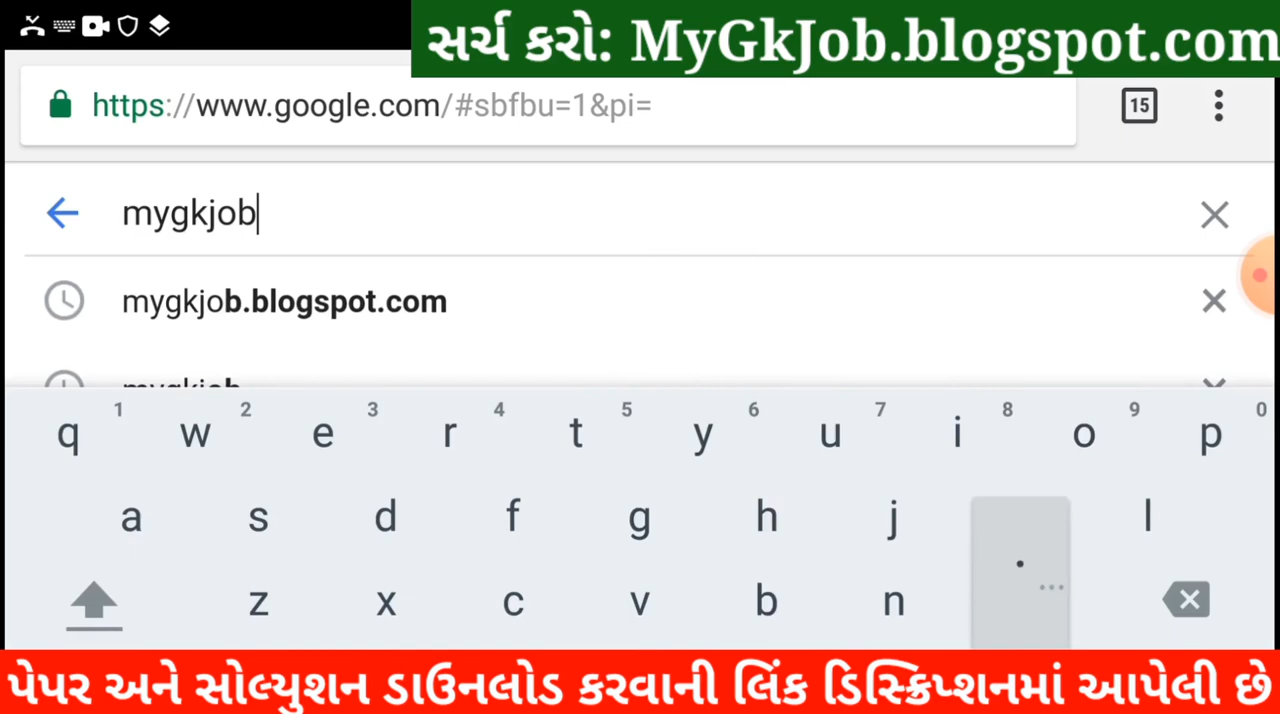 સર્ચ કરો: MyGkJob.blogspot.com
https://www.google.com/#sbfbu=1&pi=
15
mygkjob
mygkjob.blogspot.com
mygkjob
1 2 3 4 5 6 7 8 9 0
q w e r t y u i o p
a s d f g h j l
.
z x c v b n
પેપર અને સોલ્યુશન ડાઉનલોડ કરવાની લિંક ડિસ્ક્રિપ્શનમાં આપેલી છે